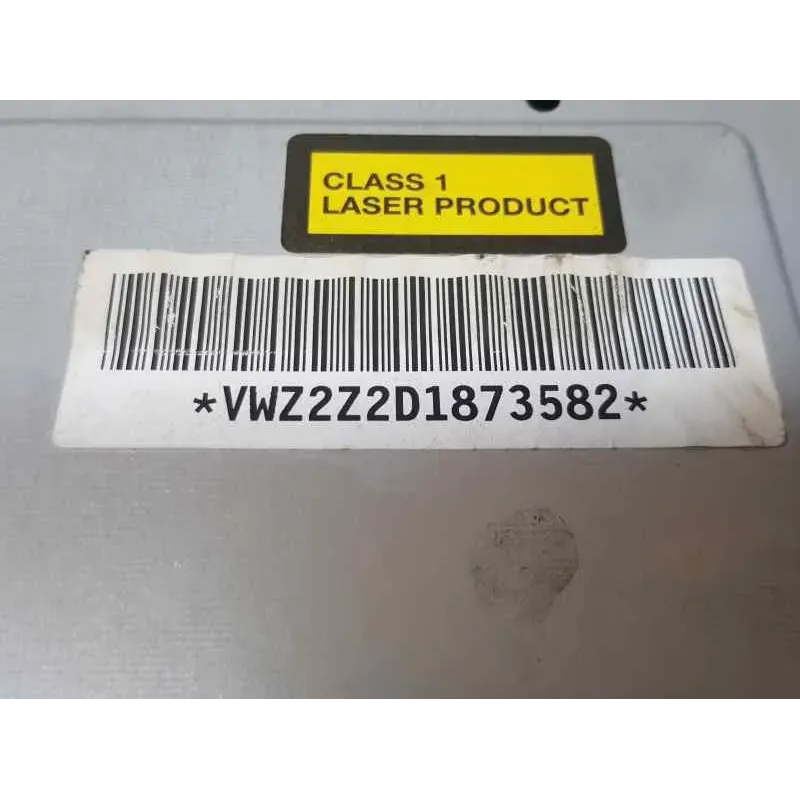 CLASS 1
LASER PRODUCT
*VWZ2Z2D1873582*